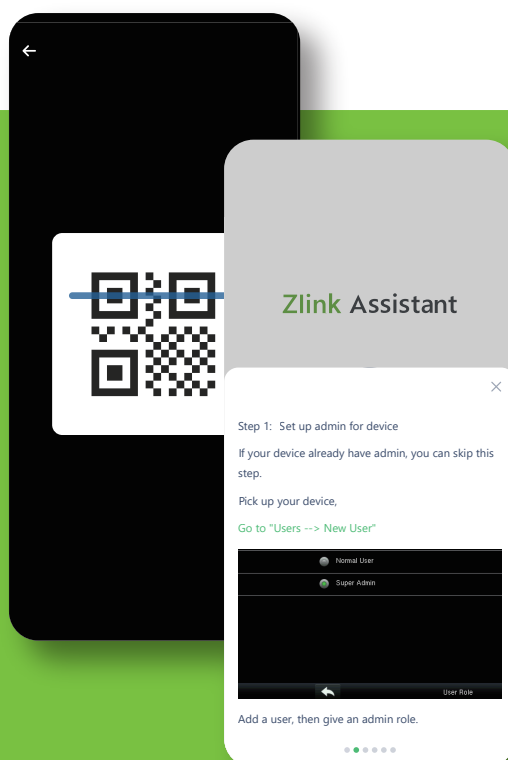 Zlink Assistant
Step 1: Set up admin for device
If your device already have admin, you can skip this
step.
Pick up your device,
Go to "Users --> New User"
Normal User
Super Admin
User Role
Add a user, then give an admin role.